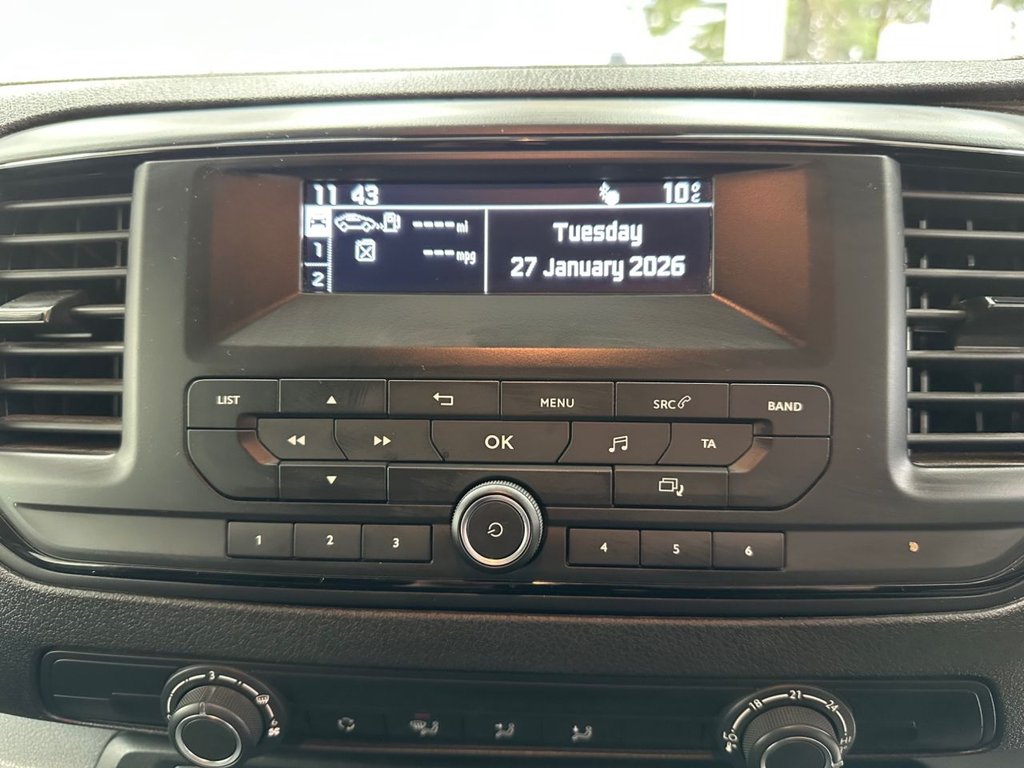 11 43 10°C
1 ---- ml
--- mpg
2
Tuesday
27 January 2026
LIST MENU SRC BAND
OK TA
1 2 3 4 5 6
3
18 21 24